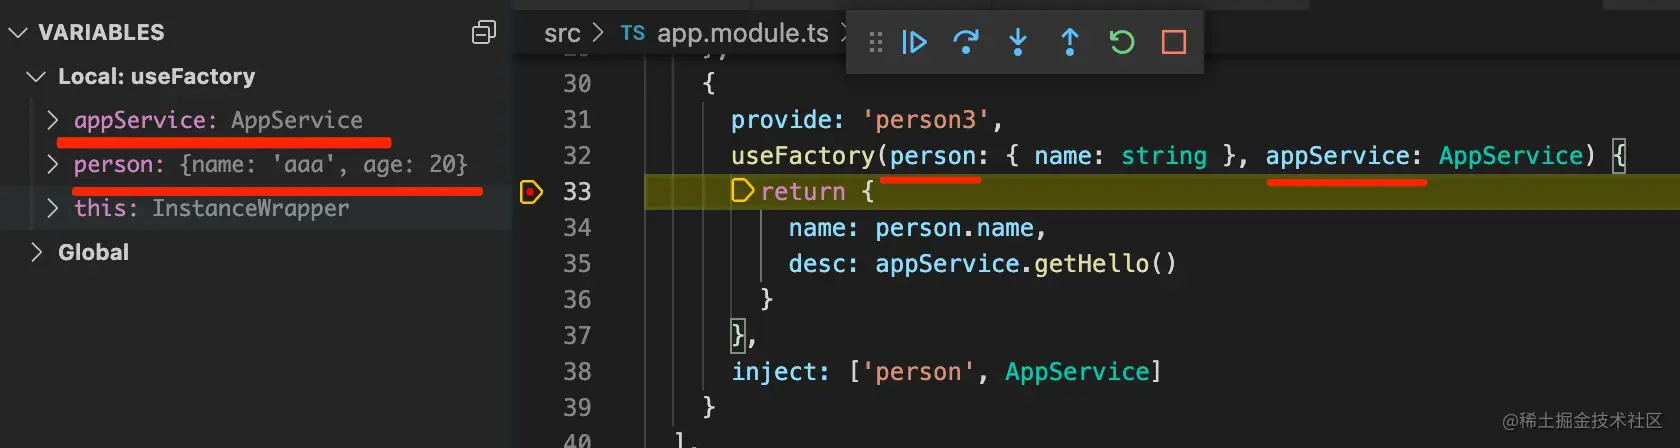 VARIABLES
Local: useFactory
appService: AppService
person: {name: 'aaa', age: 20}
this: InstanceWrapper
Global
src > TS app.module.ts >
30 {
31 provide: 'person3',
32 useFactory(person: { name: string }, appService: AppService) {
33 return {
34 name: person.name,
35 desc: appService.getHello()
36 }
37 },
38 inject: ['person', AppService]
39 }
40 ],
@稀土掘金技术社区